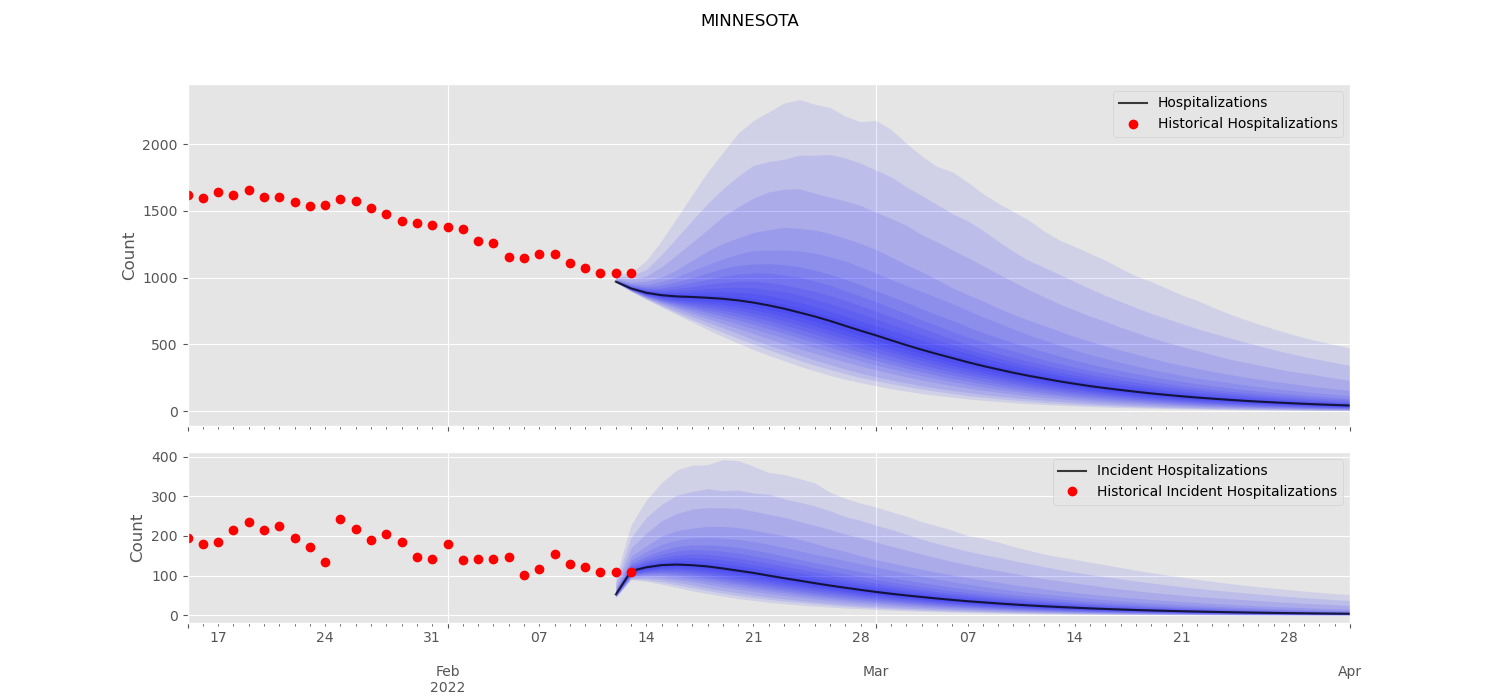 MINNESOTA
Hospitalizations
Historical Hospitalizations
Count
2000
1500
1000
500
0
Incident Hospitalizations
Historical Incident Hospitalizations
Count
400
300
200
100
0
17 24 31 07 14 21 28 07 14 21 28
Feb Mar Apr
2022